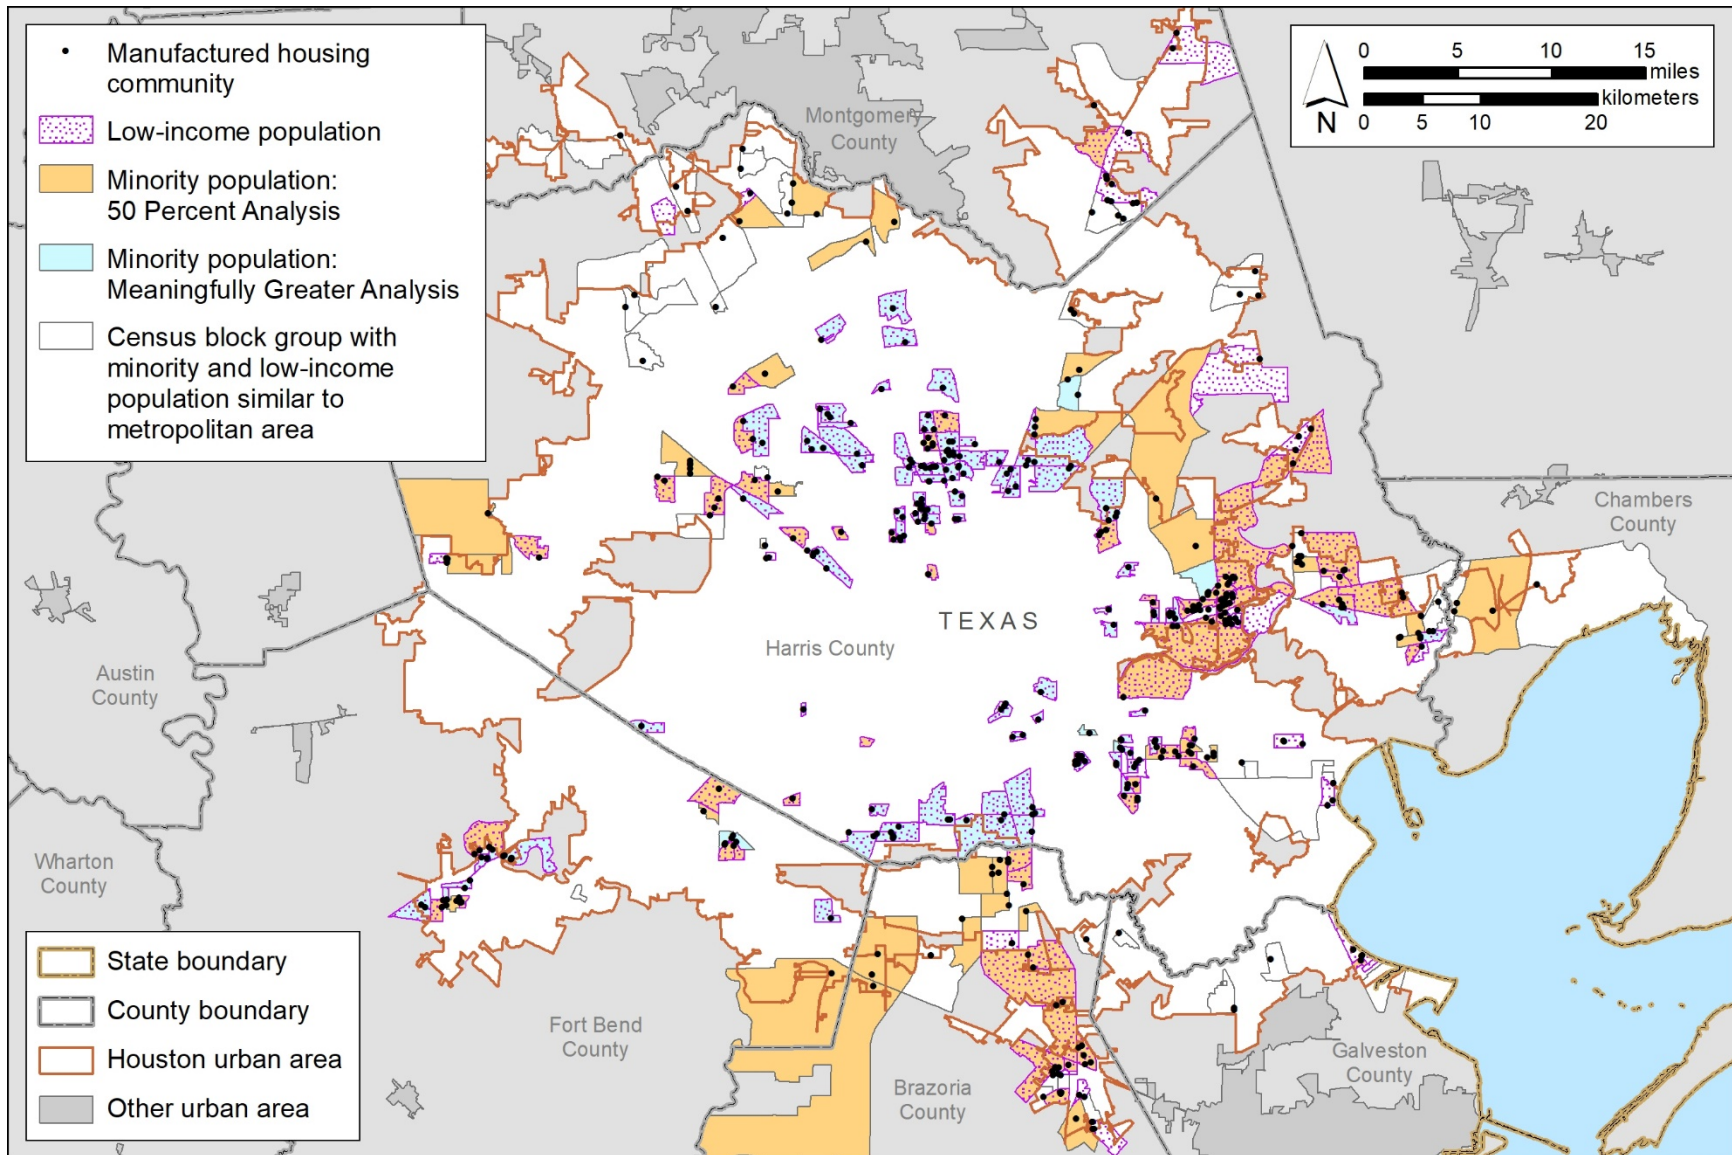 Manufactured housing
community
Low-income population
Minority population:
50 Percent Analysis
Minority population:
Meaningfully Greater Analysis
Census block group with
minority and low-income
population similar to
metropolitan area
N
0 5 10 15
miles
kilometers
0 5 10 20
Montgomery
County
Chambers
County
TEXAS
Harris County
Austin
County
Wharton
County
Fort Bend
County
Brazoria
County
Galveston
County
State boundary
County boundary
Houston urban area
Other urban area